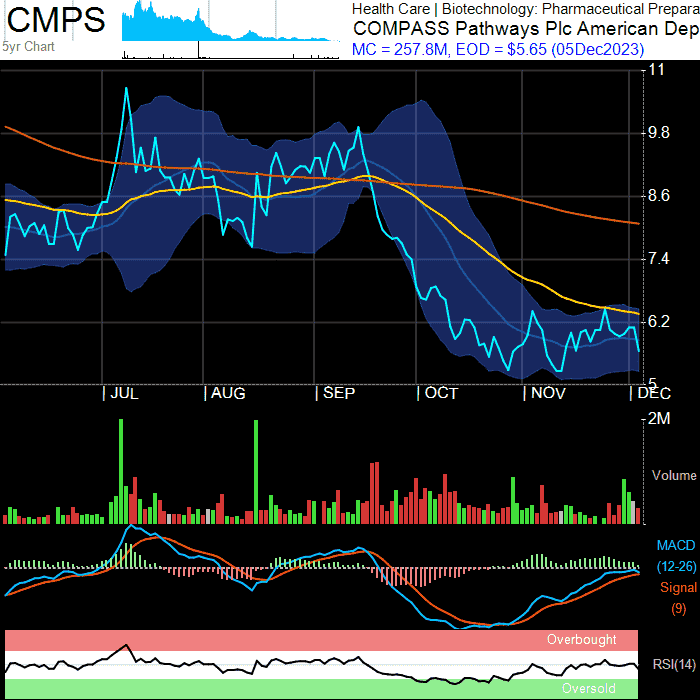 CMPS
5yr Chart
Health Care | Biotechnology: Pharmaceutical Prepara
COMPASS Pathways Plc American Dep
MC = 257.8M, EOD = $5.65 (05Dec2023)
11
9.8
8.6
7.4
6.2
5
JUL AUG SEP OCT NOV DEC
2M
Volume
MACD
(12-26)
Signal
(9)
Overbought
RSI(14)
Oversold